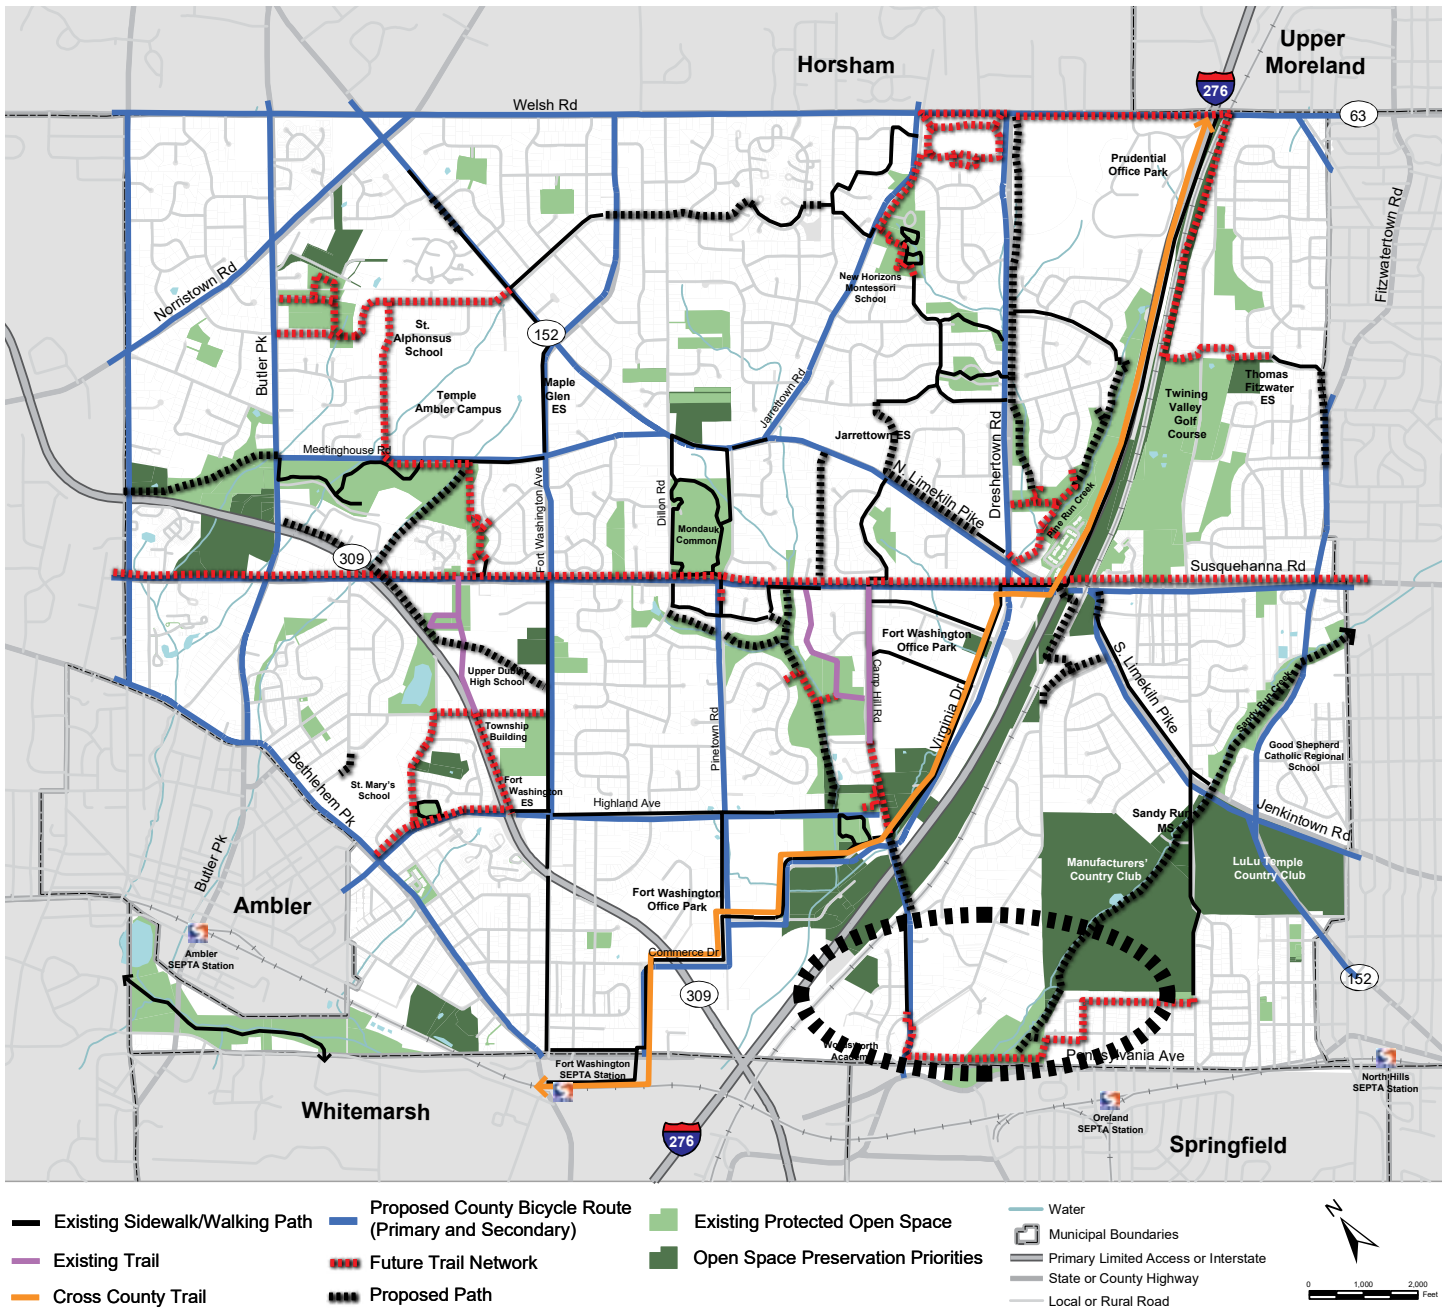 Upper
Moreland
Horsham
276
Welsh Rd
63
Prudential
Office Park
Fitzwatertown Rd
Norristown Rd
New Horizons
Montessori
School
St.
Alphonsus
School
152
Butler Pk
Maple
Glen
ES
Temple
Ambler Campus
Jarrettown Rd
Thomas
Fitzwater
ES
Twining
Valley
Golf
Course
Jarrettown ES
Dreshertown Rd
Meetinghouse Rd
N. Limekiln Pike
Fort Washington Ave
Dillon Rd
Mondauk
Common
Pine Run Creek
309
Susquehanna Rd
Fort Washington
Office Park
Camp Hill Rd
S. Limekiln Pike
Upper Dublin
High School
Virginia Dr
Sandy Run Creek
Township
Building
Pinetown Rd
Good Shepherd
Catholic Regional
School
Bethlehem Pk
St. Mary's
School
Fort
Washington
ES
Highland Ave
Jenkintown Rd
Sandy Run
MS
Butler Pk
Manufacturers'
Country Club
LuLu Temple
Country Club
Ambler
Fort Washington
Office Park
Ambler
SEPTA Station
Commerce Dr
309
152
Wordsworth
Academy
Pennsylvania Ave
Fort Washington
SEPTA Station
North Hills
SEPTA Station
Whitemarsh
Oreland
SEPTA Station
276
Springfield
Existing Sidewalk/Walking Path
Existing Trail
Cross County Trail
Proposed County Bicycle Route
(Primary and Secondary)
Future Trail Network
Proposed Path
Existing Protected Open Space
Open Space Preservation Priorities
Water
Municipal Boundaries
Primary Limited Access or Interstate
State or County Highway
Local or Rural Road
N
0 1,000 2,000
Feet